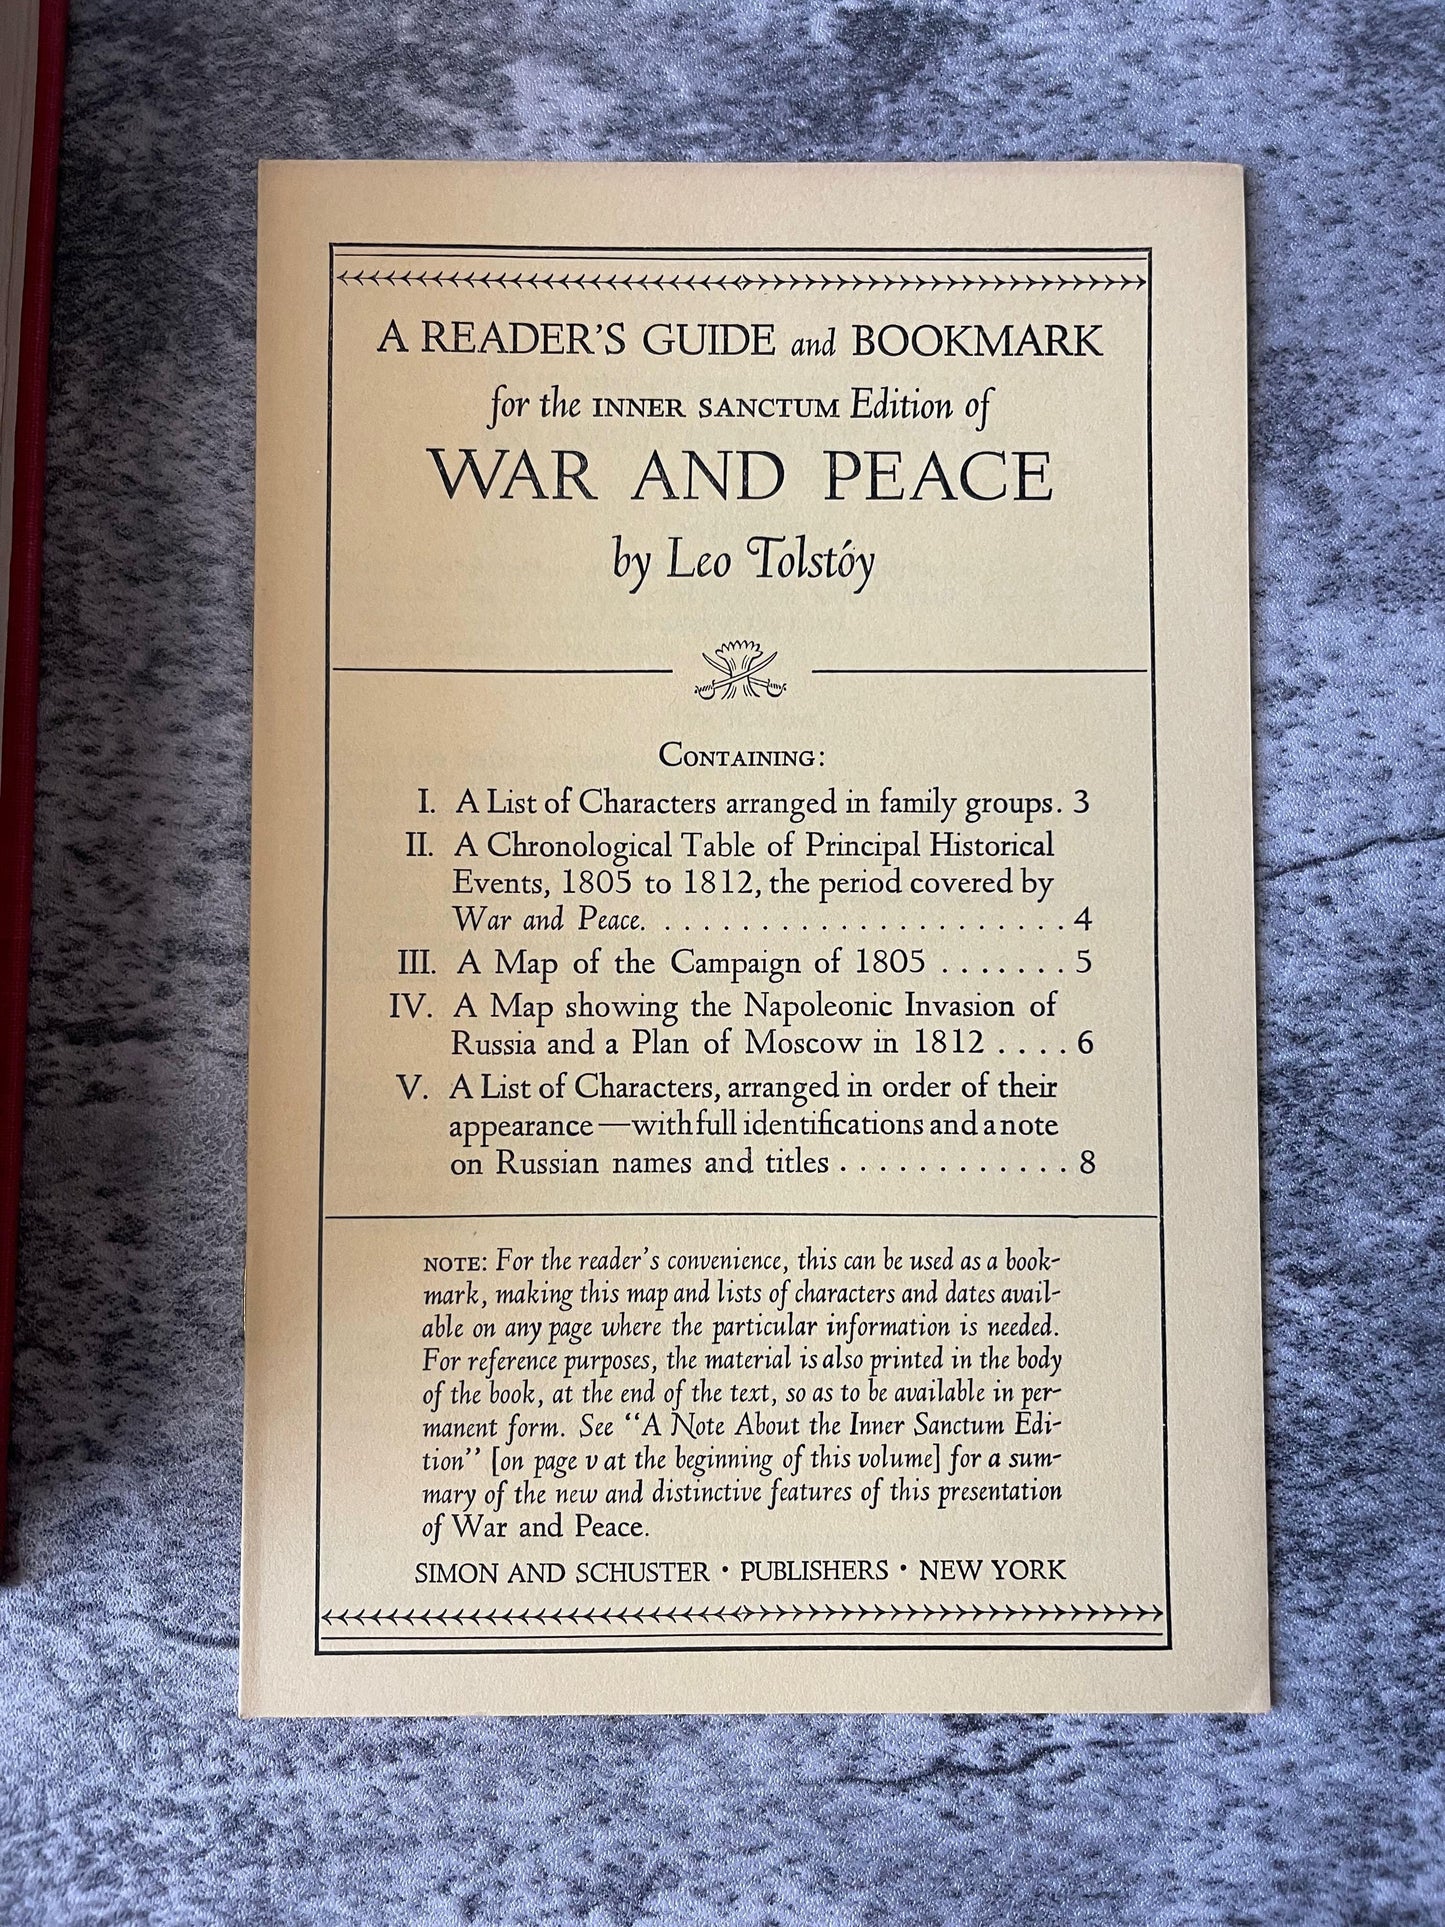 A READER'S GUIDE and BOOKMARK
for the INNER SANCTUM Edition of
WAR AND PEACE
by Leo Tolstóy
CONTAINING:
I. A List of Characters arranged in family groups. 3
II. A Chronological Table of Principal Historical
Events, 1805 to 1812, the period covered by
War and Peace. . . . . . . . . . . . . . . . . . . . . . 4
III. A Map of the Campaign of 1805 . . . . . . . 5
IV. A Map showing the Napoleonic Invasion of
Russia and a Plan of Moscow in 1812 . . . . 6
V. A List of Characters, arranged in order of their
appearance—with full identifications and a note
on Russian names and titles . . . . . . . . . . . . 8
NOTE: For the reader's convenience, this can be used as a book-
mark, making this map and lists of characters and dates avail-
able on any page where the particular information is needed.
For reference purposes, the material is also printed in the body
of the book, at the end of the text, so as to be available in per-
manent form. See "A Note About the Inner Sanctum Edi-
tion" [on page v at the beginning of this volume] for a sum-
mary of the new and distinctive features of this presentation
of War and Peace.
SIMON AND SCHUSTER • PUBLISHERS • NEW YORK